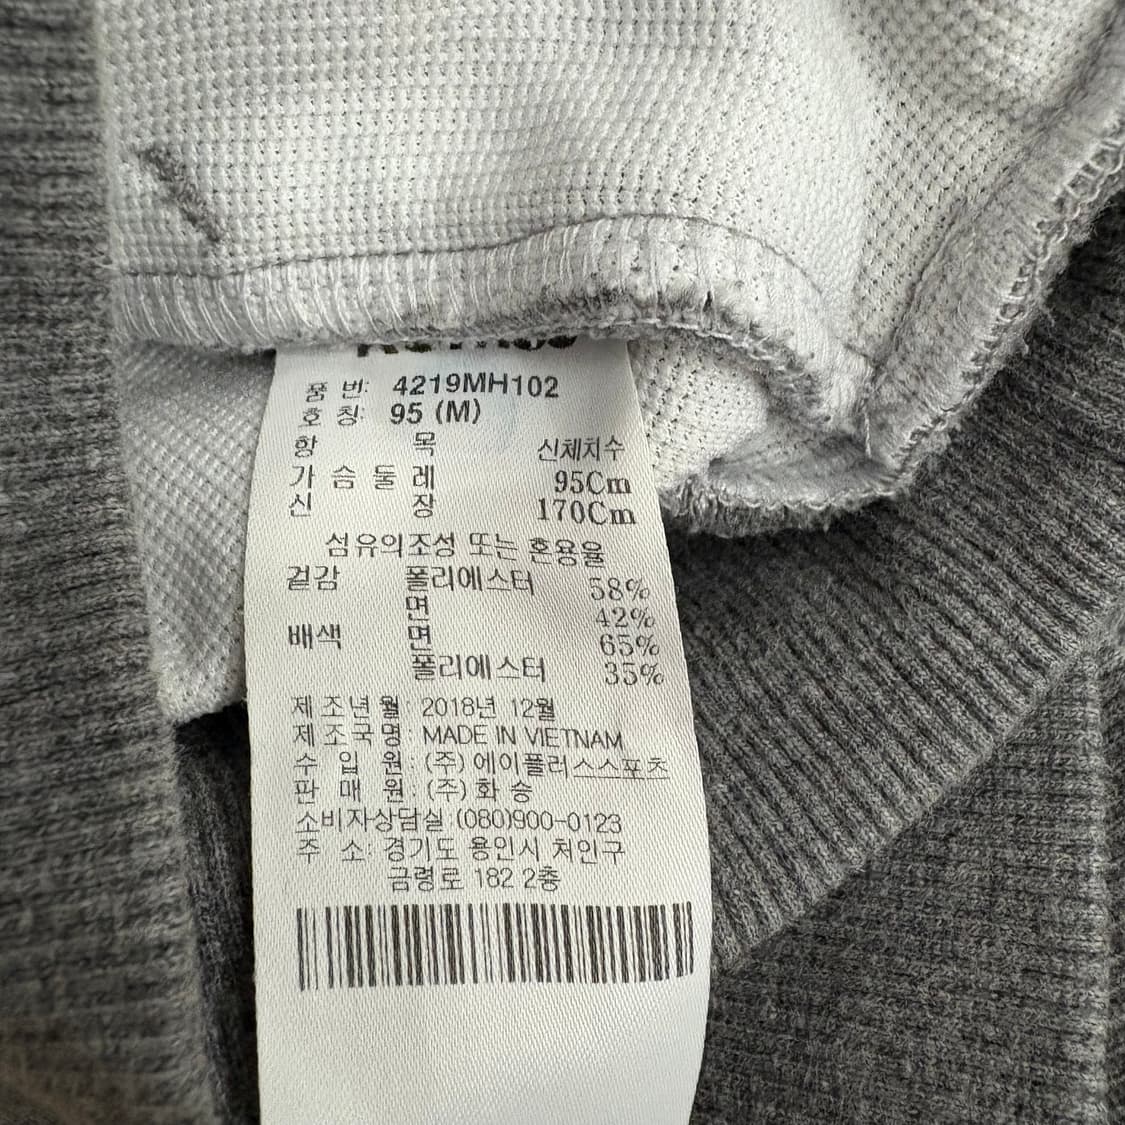 품 번: 4219MH102
호 칭: 95 (M)
항 목 신체치수
가 슴 둘 레 95Cm
신 장 170Cm
섬유의조성 또는 혼용율
겉감 폴리에스터 58%
면 42%
배색 면 65%
폴리에스터 35%
제 조 년 월 : 2018년 12월
제 조 국 명 : MADE IN VIETNAM
수 입 원 : (주) 에이플러스스포츠
판 매 원 : (주) 화 승
소비자상담실 (080)900-0123
주 소: 경기도 용인시 처인구
금령로 182 2층